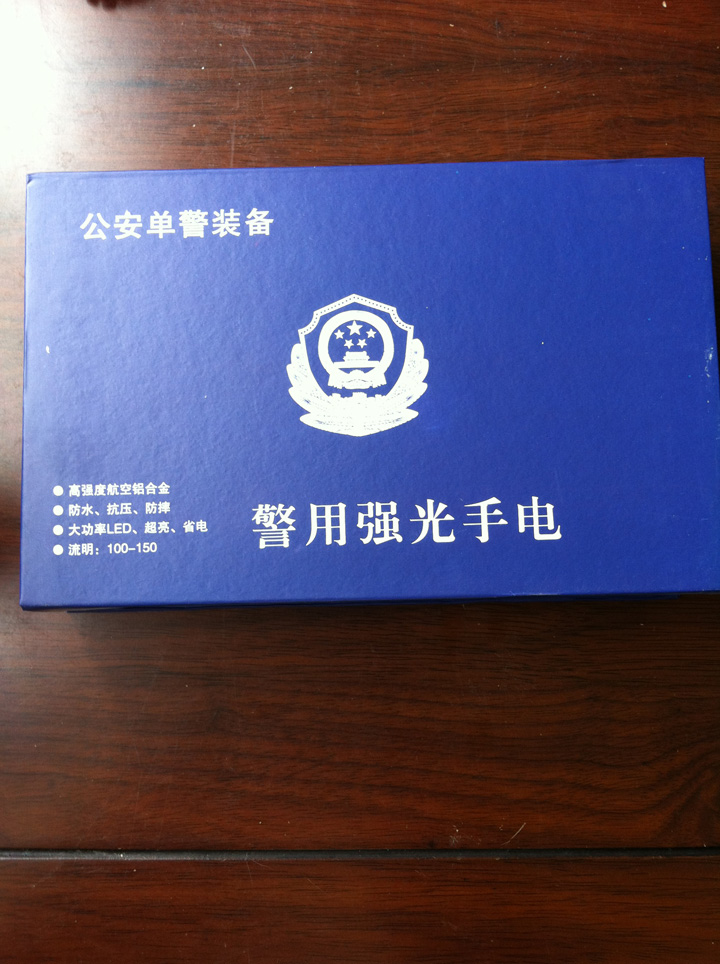 公安单警装备
● 高强度航空铝合金
● 防水、抗压、防摔
● 大功率LED、超亮、省电
● 流明：100-150
警用强光手电